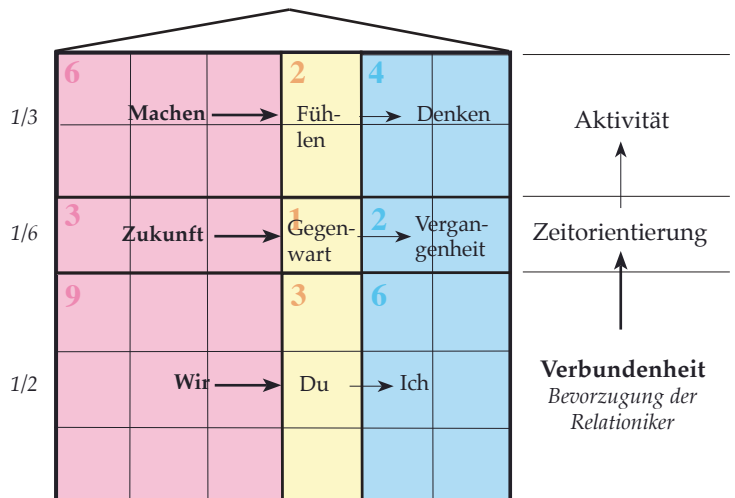 6 2 4
1/3 Machen Füh- Denken Aktivität
len
3 1 2
1/6 Zukunft Gegen- Vergan- Zeitorientierung
wart genheit
9 3 6
1/2 Wir Du Ich Verbundenheit
Bevorzugung der
Relationiker